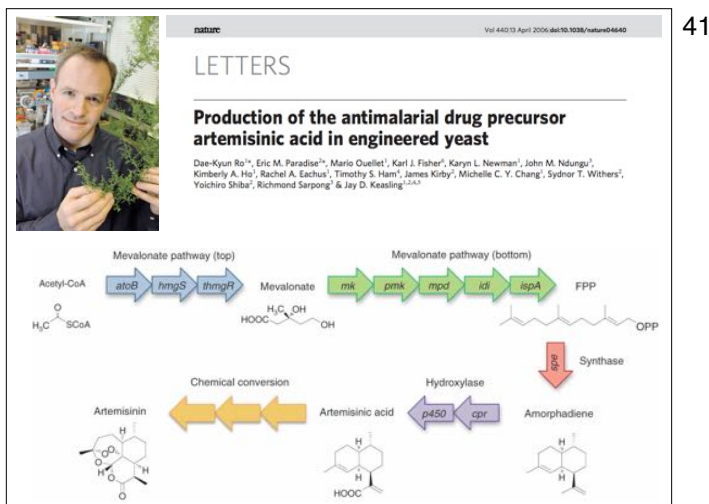 nature
Vol 440|13 April 2006|doi:10.1038/nature04640
41
LETTERS
Production of the antimalarial drug precursor
artemisinic acid in engineered yeast
Dae-Kyun Ro¹*, Eric M. Paradise²*, Mario Ouellet¹, Karl J. Fisher⁶, Karyn L. Newman¹, John M. Ndungu³,
Kimberly A. Ho¹, Rachel A. Eachus¹, Timothy S. Ham⁴, James Kirby², Michelle C. Y. Chang¹, Sydnor T. Withers²,
Yoichiro Shiba², Richmond Sarpong³ & Jay D. Keasling¹,²,⁴,⁵
Mevalonate pathway (top)
Mevalonate pathway (bottom)
Acetyl-CoA
atoB
hmgS
thmgR
Mevalonate
mk
pmk
mpd
idi
ispA
FPP
O
H₃C
SCoA
H₃C
OH
HOOC
OH
OPP
spe
Synthase
Chemical conversion
Hydroxylase
Artemisinin
Artemisinic acid
p450
cpr
Amorphadiene
H
O
O
O
H
H
O
O
H
H
HOOC
H
H